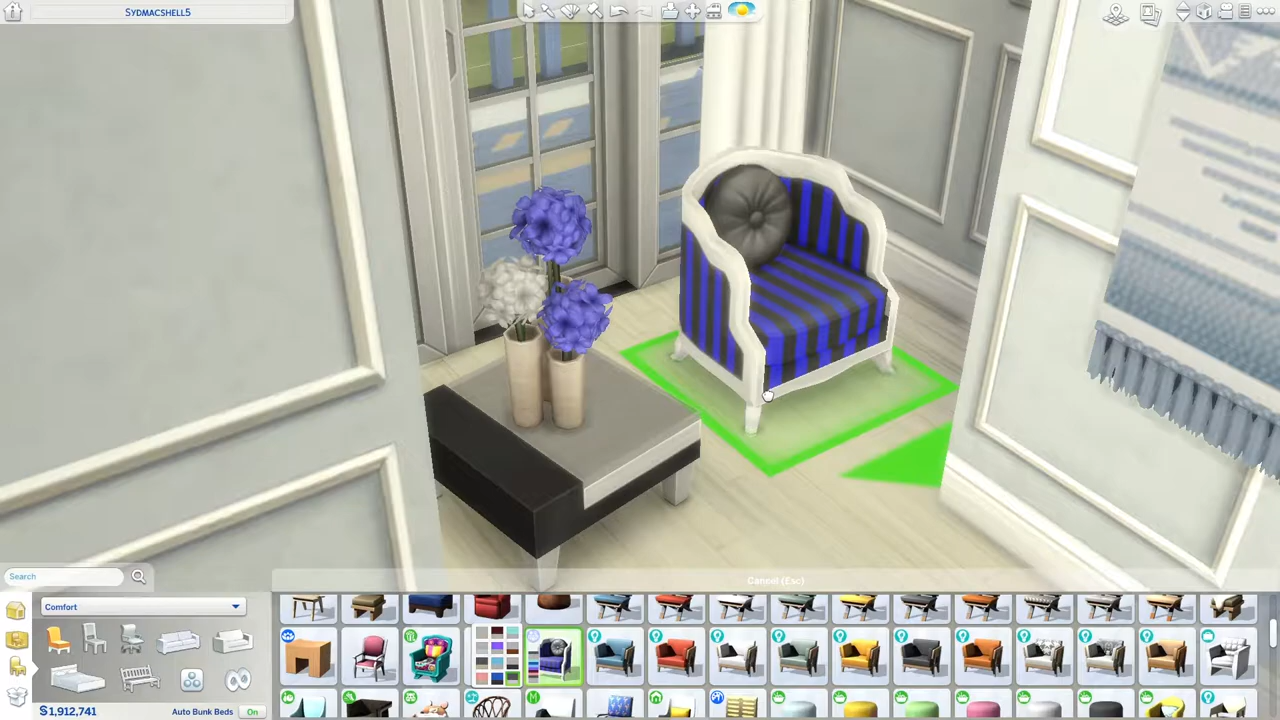 SYDMACSHELL5
Cancel (Esc)
Search
Comfort
§1,912,741
Auto Bunk Beds
On